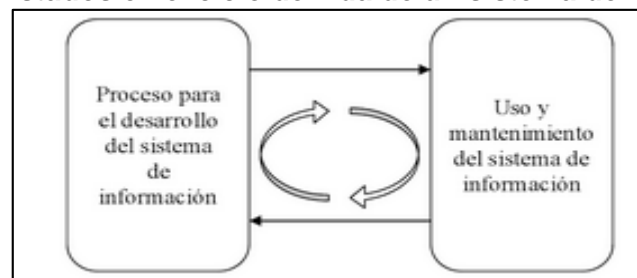 Proceso para
el desarrollo
del sistema
de
información
Uso y
mantenimiento
del sistema de
información